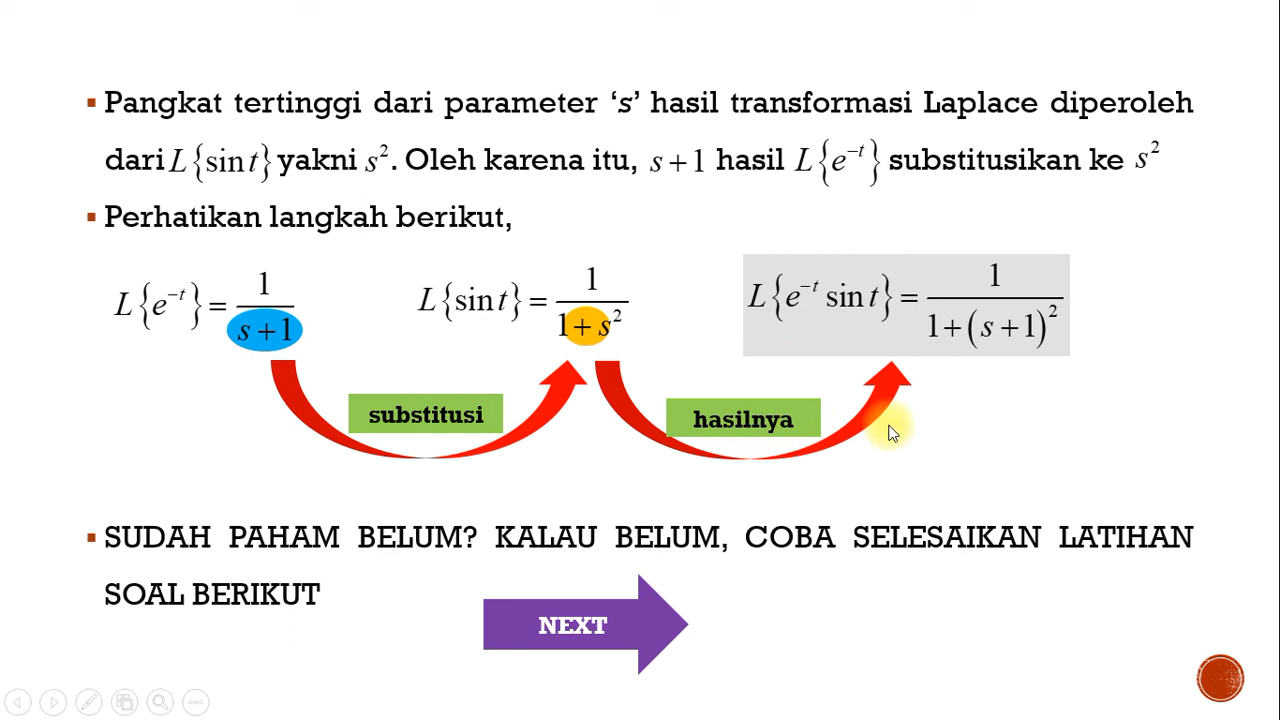 ▪ Pangkat tertinggi dari parameter ‘s’ hasil transformasi Laplace diperoleh
dari L{sin t} yakni s². Oleh karena itu, s+1 hasil L{e⁻ᵗ} substitusikan ke s²
▪ Perhatikan langkah berikut,
L{e⁻ᵗ} = 1/(s+1)
L{sin t} = 1/(1+s²)
L{e⁻ᵗ sin t} = 1/(1+(s+1)²)
substitusi
hasilnya
▪ SUDAH PAHAM BELUM? KALAU BELUM, COBA SELESAIKAN LATIHAN
SOAL BERIKUT
NEXT